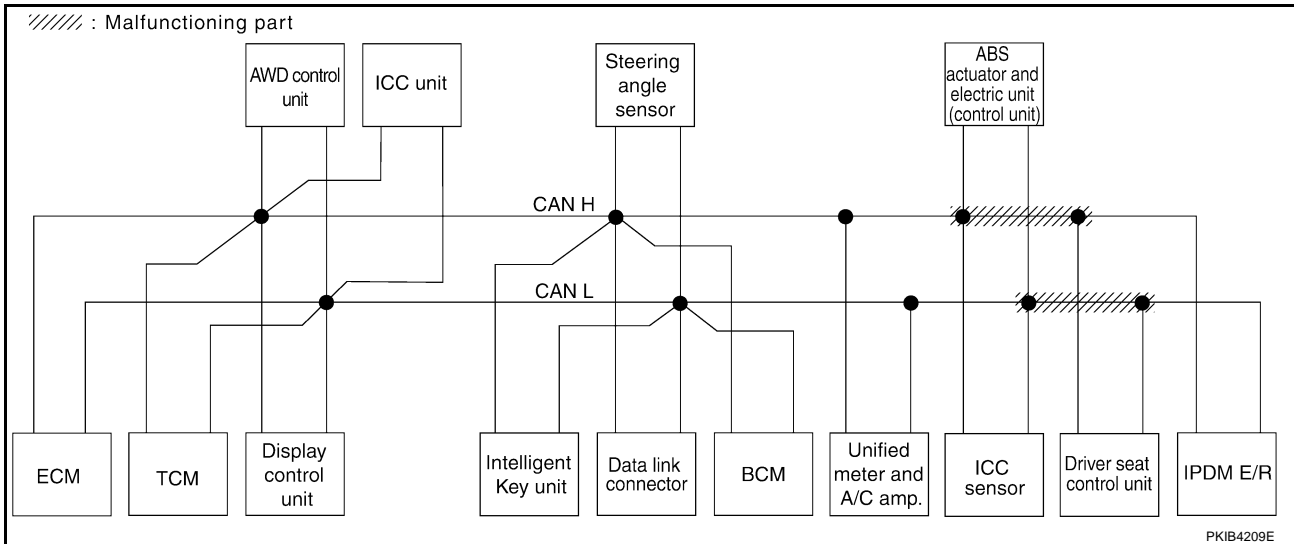 : Malfunctioning part
AWD control
unit
ICC unit
Steering
angle
sensor
ABS
actuator and
electric unit
(control unit)
CAN H
CAN L
ECM
TCM
Display
control
unit
Intelligent
Key unit
Data link
connector
BCM
Unified
meter and
A/C amp.
ICC
sensor
Driver seat
control unit
IPDM E/R
PKIB4209E